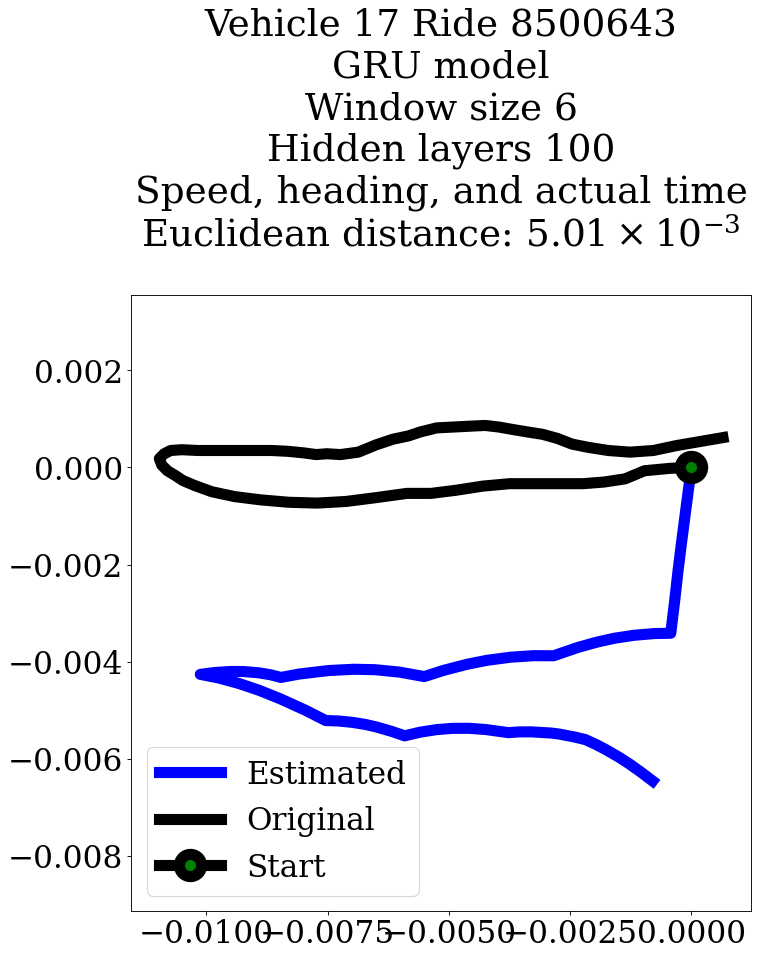 Vehicle 17 Ride 8500643
GRU model
Window size 6
Hidden layers 100
Speed, heading, and actual time
Euclidean distance: 5.01 × 10⁻³
0.002
0.000
−0.002
−0.004
−0.006
−0.008
Estimated
Original
Start
−0.0100 −0.0075 −0.0050 −0.0025 0.0000